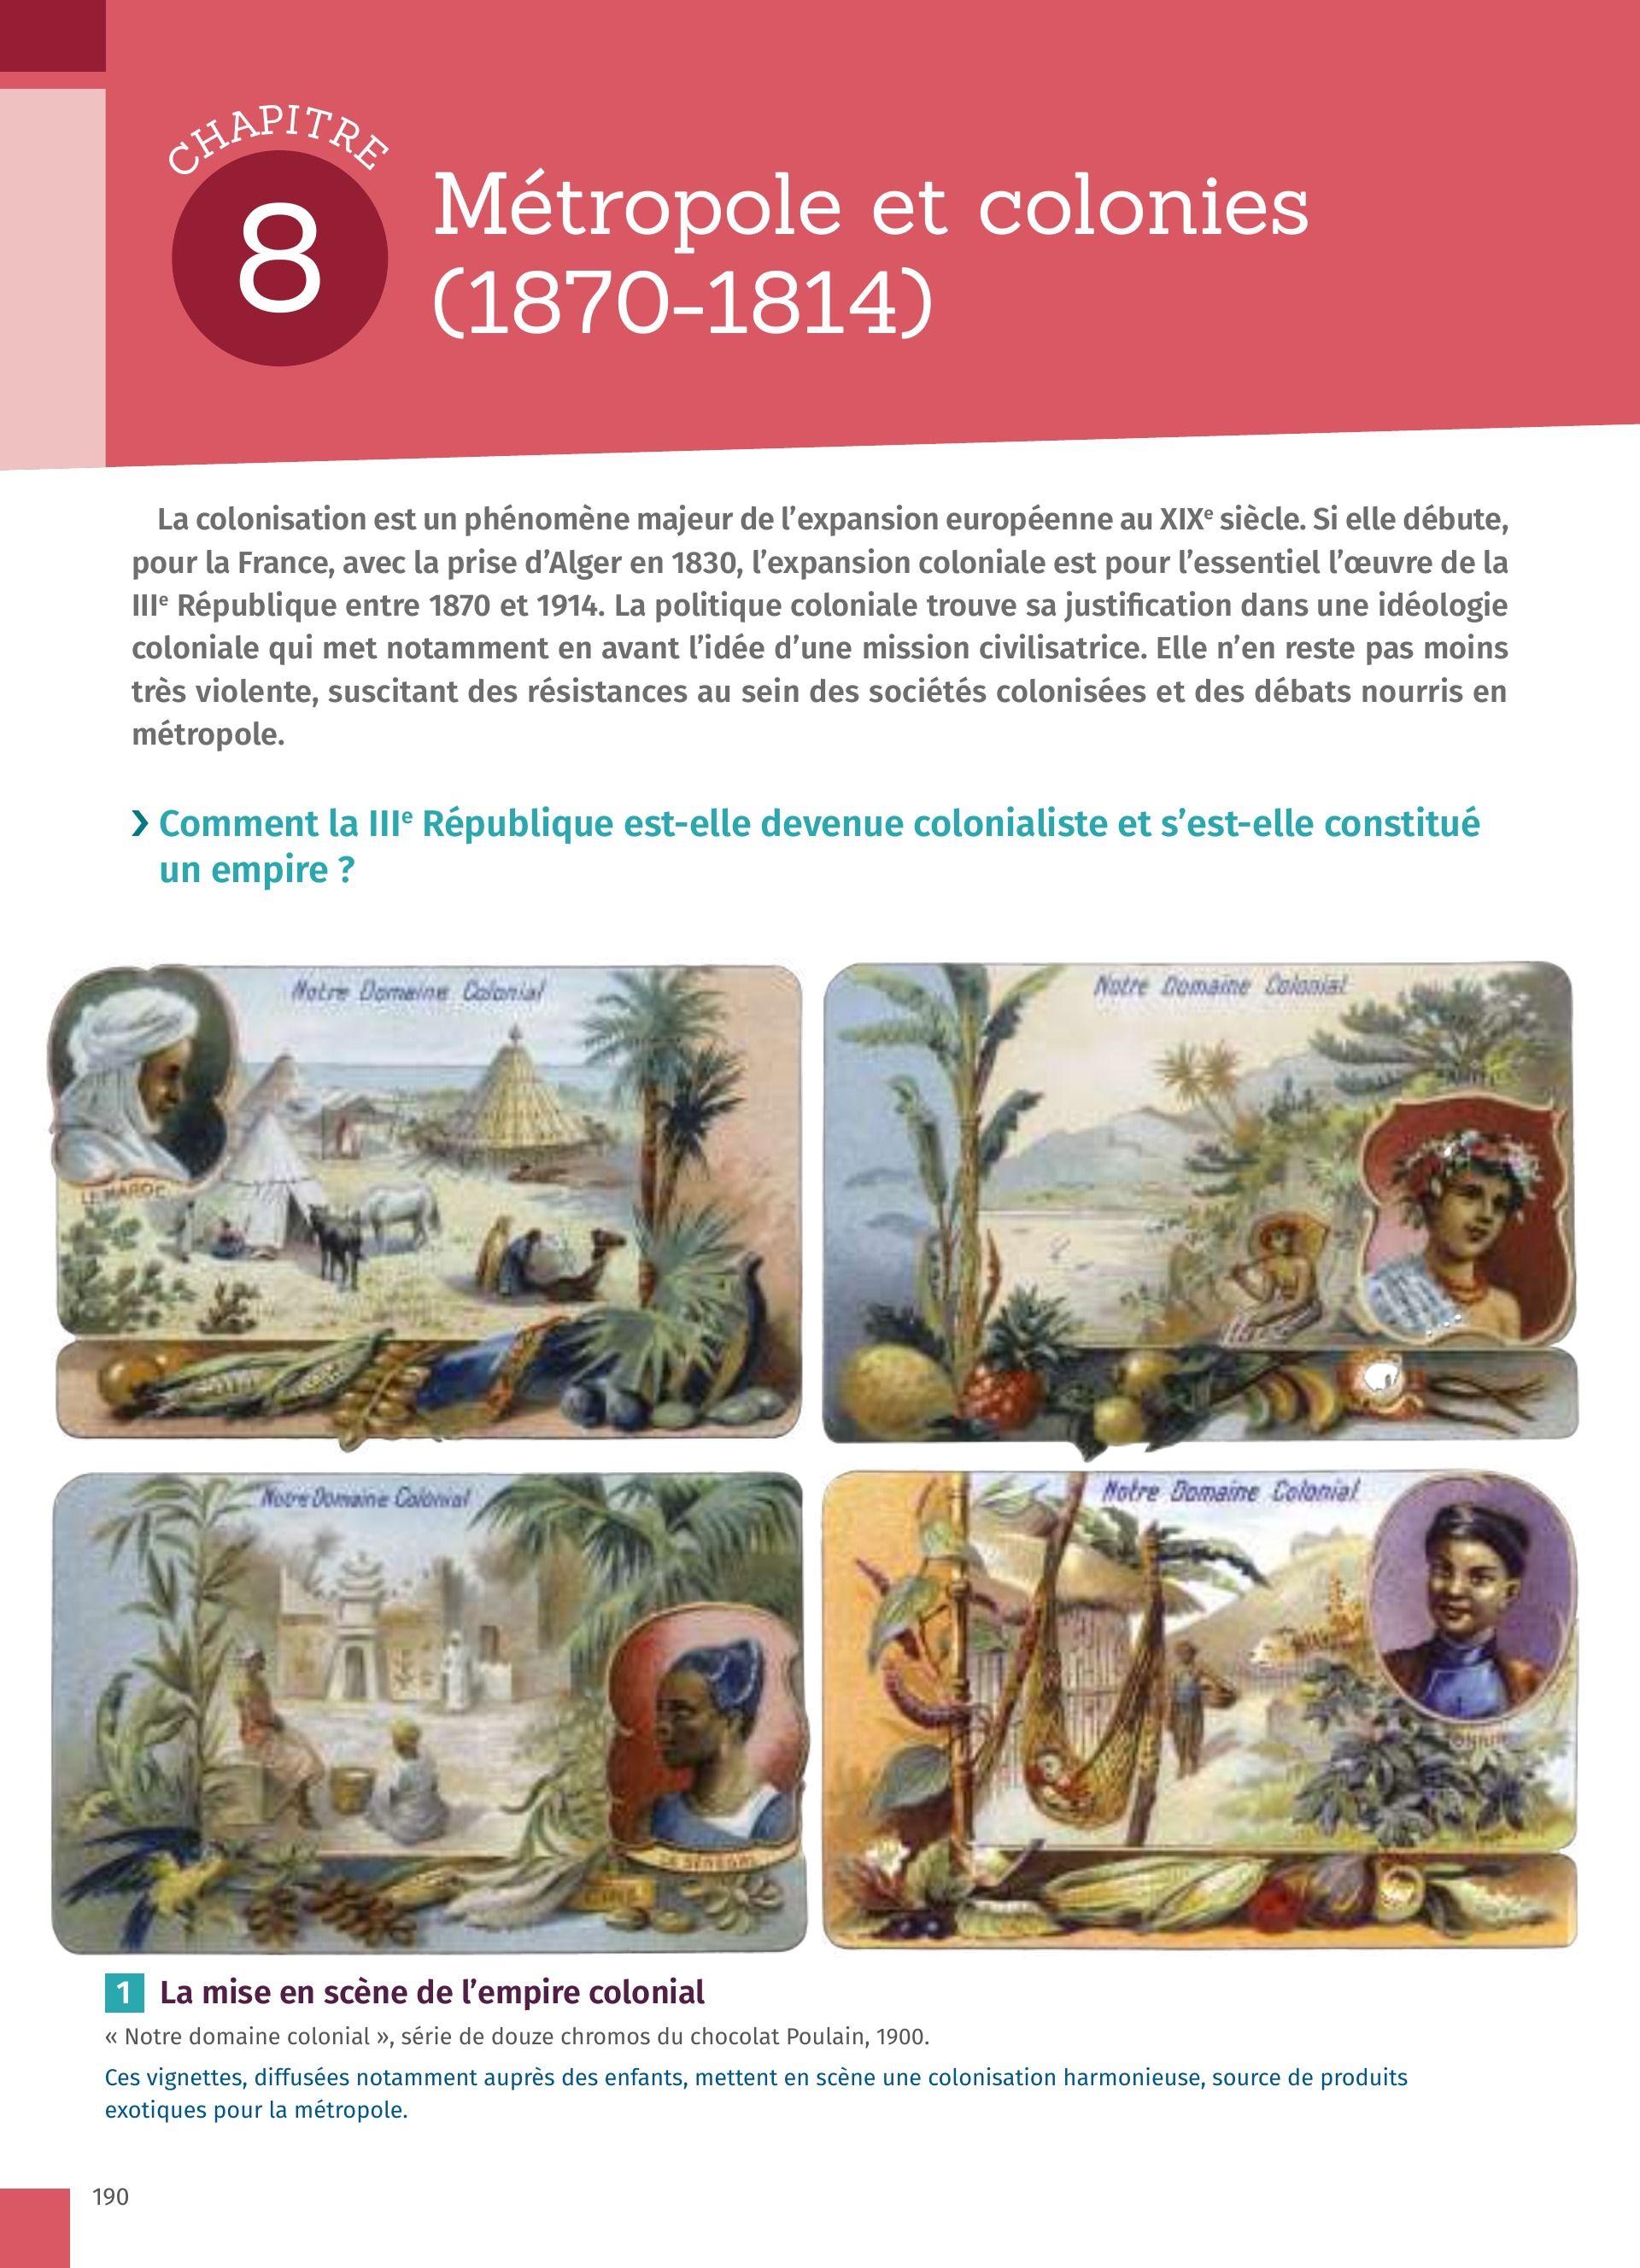 CHAPITRE
8
Métropole et colonies
(1870-1814)
La colonisation est un phénomène majeur de l’expansion européenne au XIXe siècle. Si elle débute,
pour la France, avec la prise d’Alger en 1830, l’expansion coloniale est pour l’essentiel l’œuvre de la
IIIe République entre 1870 et 1914. La politique coloniale trouve sa justification dans une idéologie
coloniale qui met notamment en avant l’idée d’une mission civilisatrice. Elle n’en reste pas moins
très violente, suscitant des résistances au sein des sociétés colonisées et des débats nourris en
métropole.
❯ Comment la IIIe République est-elle devenue colonialiste et s’est-elle constitué
un empire ?
Notre Domaine Colonial
LE MAROC
Notre Domaine Colonial
Notre Domaine Colonial
LE SÉNÉGAL
Notre Domaine Colonial
1 La mise en scène de l’empire colonial
« Notre domaine colonial », série de douze chromos du chocolat Poulain, 1900.
Ces vignettes, diffusées notamment auprès des enfants, mettent en scène une colonisation harmonieuse, source de produits
exotiques pour la métropole.
190